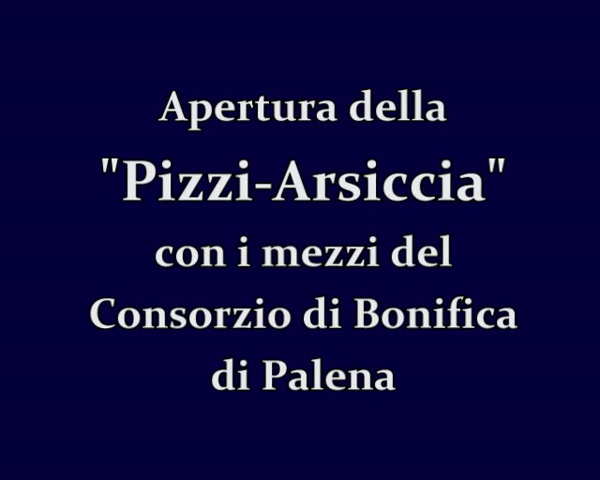 Apertura della
"Pizzi-Arsiccia"
con i mezzi del
Consorzio di Bonifica
di Palena